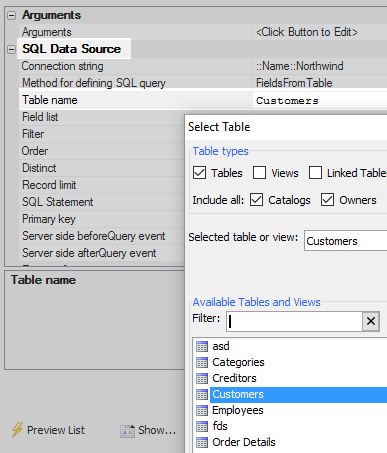 Arguments
Arguments <Click Button to Edit>
SQL Data Source
Connection string ::Name::Northwind
Method for defining SQL query FieldsFromTable
Table name Customers
Field list
Filter
Order
Distinct
Record limit
SQL Statement
Primary key
Server side beforeQuery event
Server side afterQuery event
Table name
Preview List
Show...
Select Table
Table types
Tables Views Linked Table
Include all: Catalogs Owners
Selected table or view: Customers
Available Tables and Views
Filter:
asd
Categories
Creditors
Customers
Employees
fds
Order Details